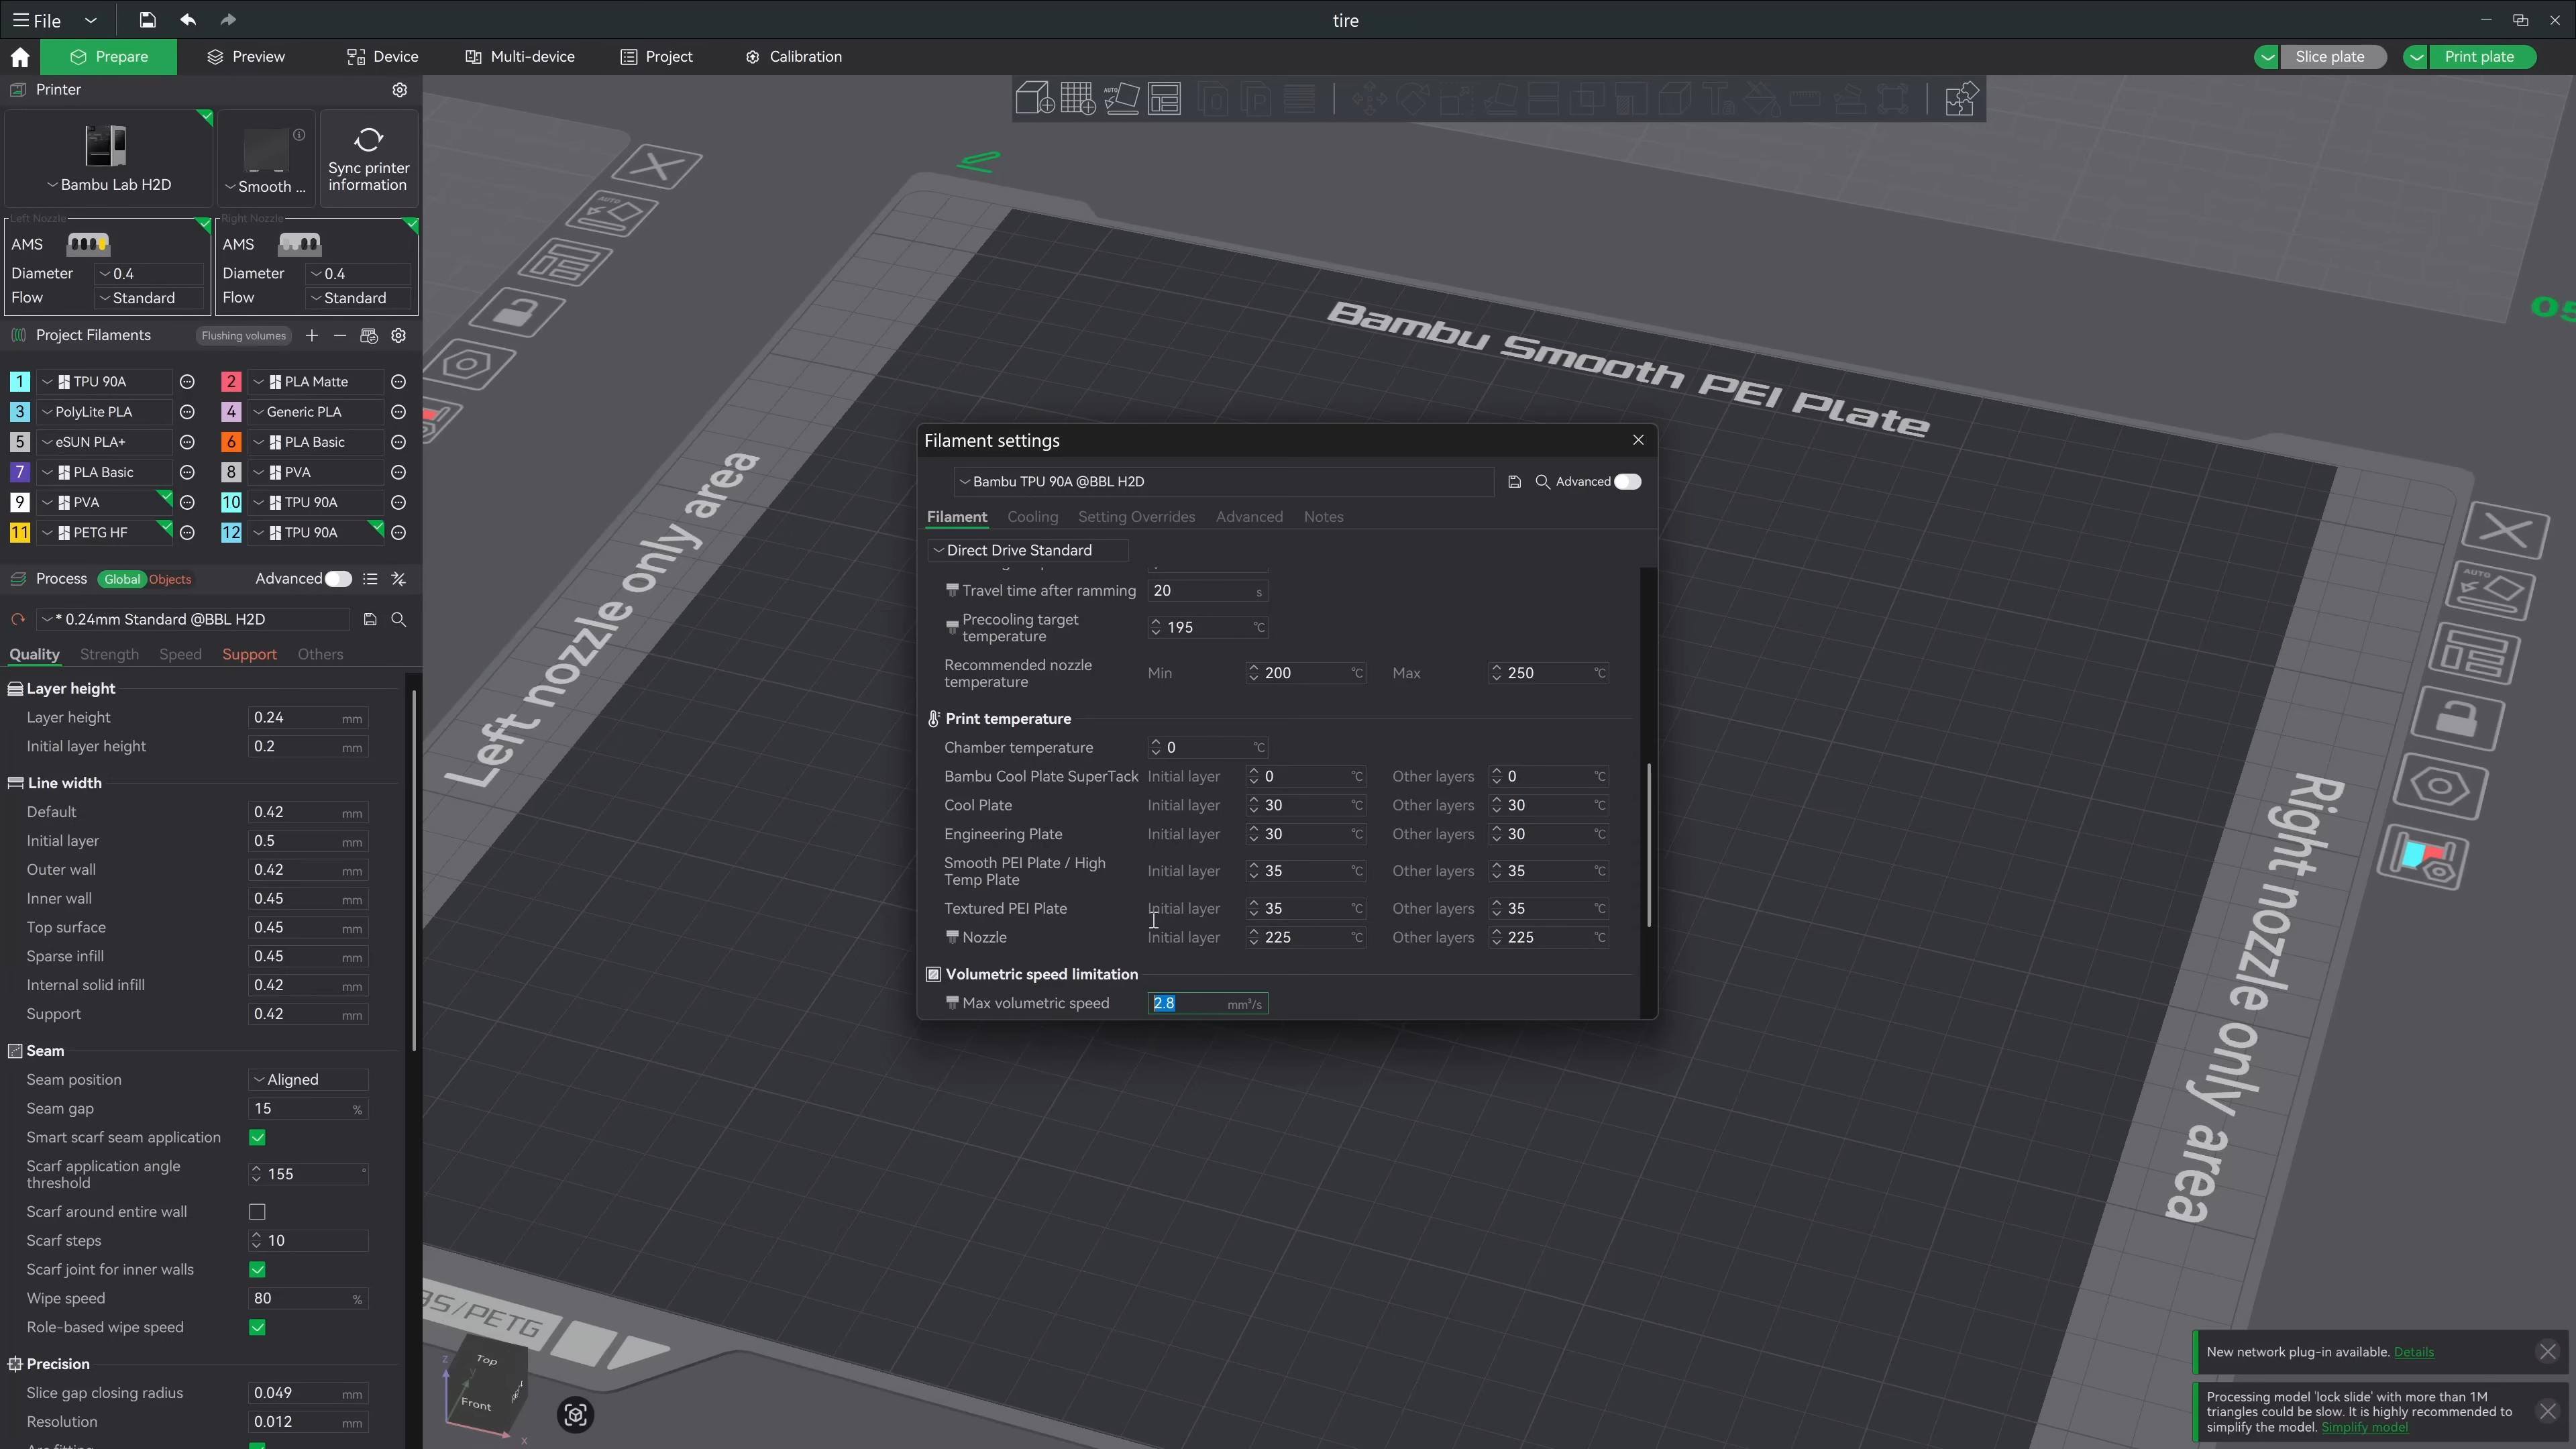 File
tire
Prepare
Preview
Device
Multi-device
Project
Calibration
Slice plate
Print plate
Printer
Bambu Lab H2D
Smooth ...
Sync printer
information
Left Nozzle
AMS
Diameter 0.4
Flow Standard
Right Nozzle
AMS
Diameter 0.4
Flow Standard
Project Filaments
Flushing volumes
1 TPU 90A
2 PLA Matte
3 PolyLite PLA
4 Generic PLA
5 eSUN PLA+
6 PLA Basic
7 PLA Basic
8 PVA
9 PVA
10 TPU 90A
11 PETG HF
12 TPU 90A
Process Global Objects Advanced
* 0.24mm Standard @BBL H2D
Quality Strength Speed Support Others
Layer height
Layer height 0.24 mm
Initial layer height 0.2 mm
Line width
Default 0.42 mm
Initial layer 0.5 mm
Outer wall 0.42 mm
Inner wall 0.45 mm
Top surface 0.45 mm
Sparse infill 0.45 mm
Internal solid infill 0.42 mm
Support 0.42 mm
Seam
Seam position Aligned
Seam gap 15 %
Smart scarf seam application
Scarf application angle
threshold 155 °
Scarf around entire wall
Scarf steps 10
Scarf joint for inner walls
Wipe speed 80 %
Role-based wipe speed
Precision
Slice gap closing radius 0.049 mm
Resolution 0.012 mm
AUTO
Bambu Smooth PEI Plate
05
Left nozzle only area
Right nozzle only area
AUTO
AUTO
Filament settings
Bambu TPU 90A @BBL H2D
Advanced
Filament Cooling Setting Overrides Advanced Notes
Direct Drive Standard
Travel time after ramming 20 s
Precooling target
temperature 195 °C
Recommended nozzle
temperature Min 200 °C Max 250 °C
Print temperature
Chamber temperature 0 °C
Bambu Cool Plate SuperTack Initial layer 0 °C Other layers 0 °C
Cool Plate Initial layer 30 °C Other layers 30 °C
Engineering Plate Initial layer 30 °C Other layers 30 °C
Smooth PEI Plate / High
Temp Plate Initial layer 35 °C Other layers 35 °C
Textured PEI Plate Initial layer 35 °C Other layers 35 °C
Nozzle Initial layer 225 °C Other layers 225 °C
Volumetric speed limitation
Max volumetric speed 2.8 mm³/s
/PETG
Top
Front
z
y
x
New network plug-in available. Details
Processing model 'lock slide' with more than 1M
triangles could be slow. It is highly recommended to
simplify the model. Simplify model